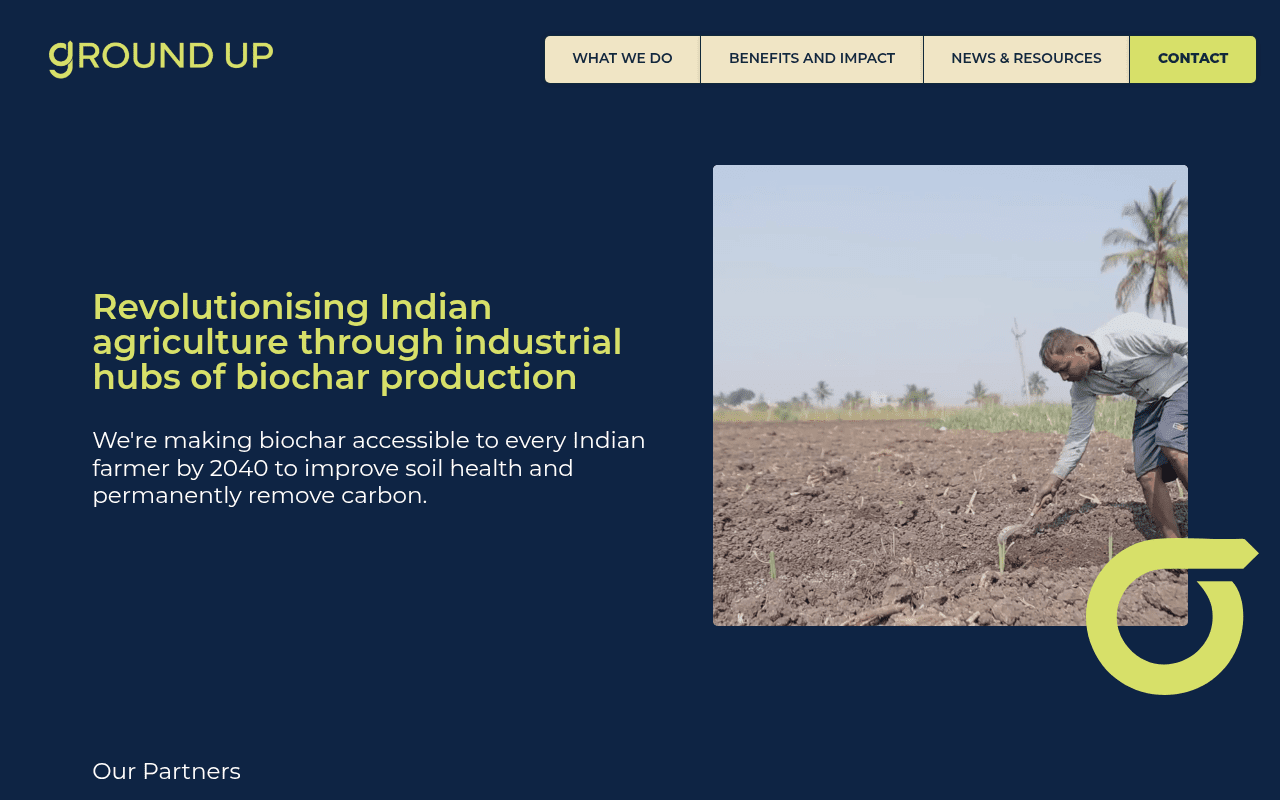 gROUND UP
WHAT WE DO
BENEFITS AND IMPACT
NEWS & RESOURCES
CONTACT
Revolutionising Indian
agriculture through industrial
hubs of biochar production
We're making biochar accessible to every Indian
farmer by 2040 to improve soil health and
permanently remove carbon.
Our Partners